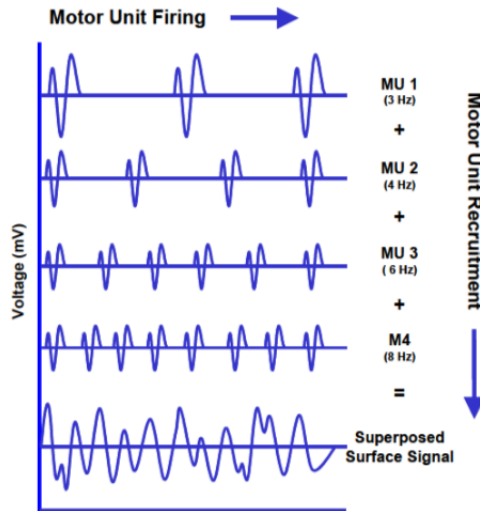 Motor Unit Firing
Voltage (mV)
MU 1
(3 Hz)
+
MU 2
(4 Hz)
+
MU 3
( 6 Hz)
+
M4
(8 Hz)
=
Superposed
Surface Signal
Motor Unit Recruitment